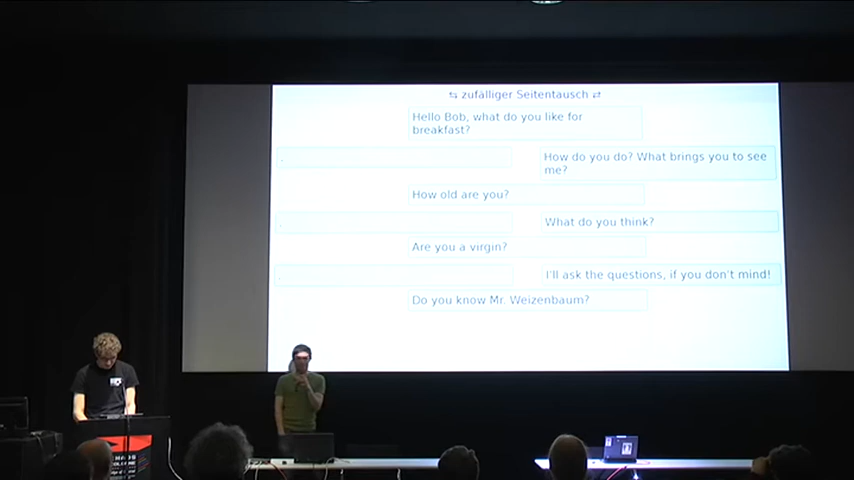 ⇆ zufälliger Seitentausch ⇄
Hello Bob, what do you like for
breakfast?
.
How do you do? What brings you to see
me?
How old are you?
.
What do you think?
Are you a virgin?
I'll ask the questions, if you don't mind!
Do you know Mr. Weizenbaum?